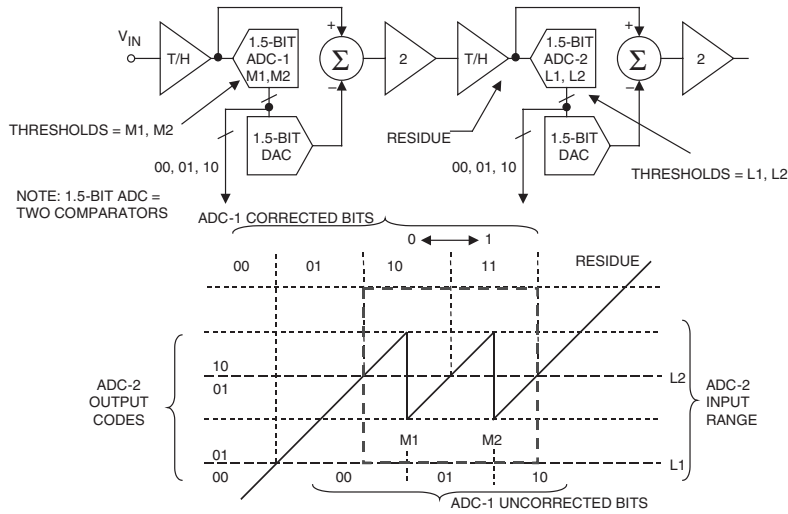 V_IN
T/H
1.5-BIT
ADC-1
M1,M2
+
Σ
−
2
T/H
1.5-BIT
ADC-2
L1, L2
+
Σ
−
2
THRESHOLDS = M1, M2
1.5-BIT
DAC
00, 01, 10
RESIDUE
1.5-BIT
DAC
00, 01, 10
THRESHOLDS = L1, L2
NOTE: 1.5-BIT ADC =
TWO COMPARATORS
ADC-1 CORRECTED BITS
0 1
00 01 10 11 RESIDUE
ADC-2
OUTPUT
CODES
10
01
L2
ADC-2
INPUT
RANGE
M1 M2
01
00
L1
00 01 10
ADC-1 UNCORRECTED BITS